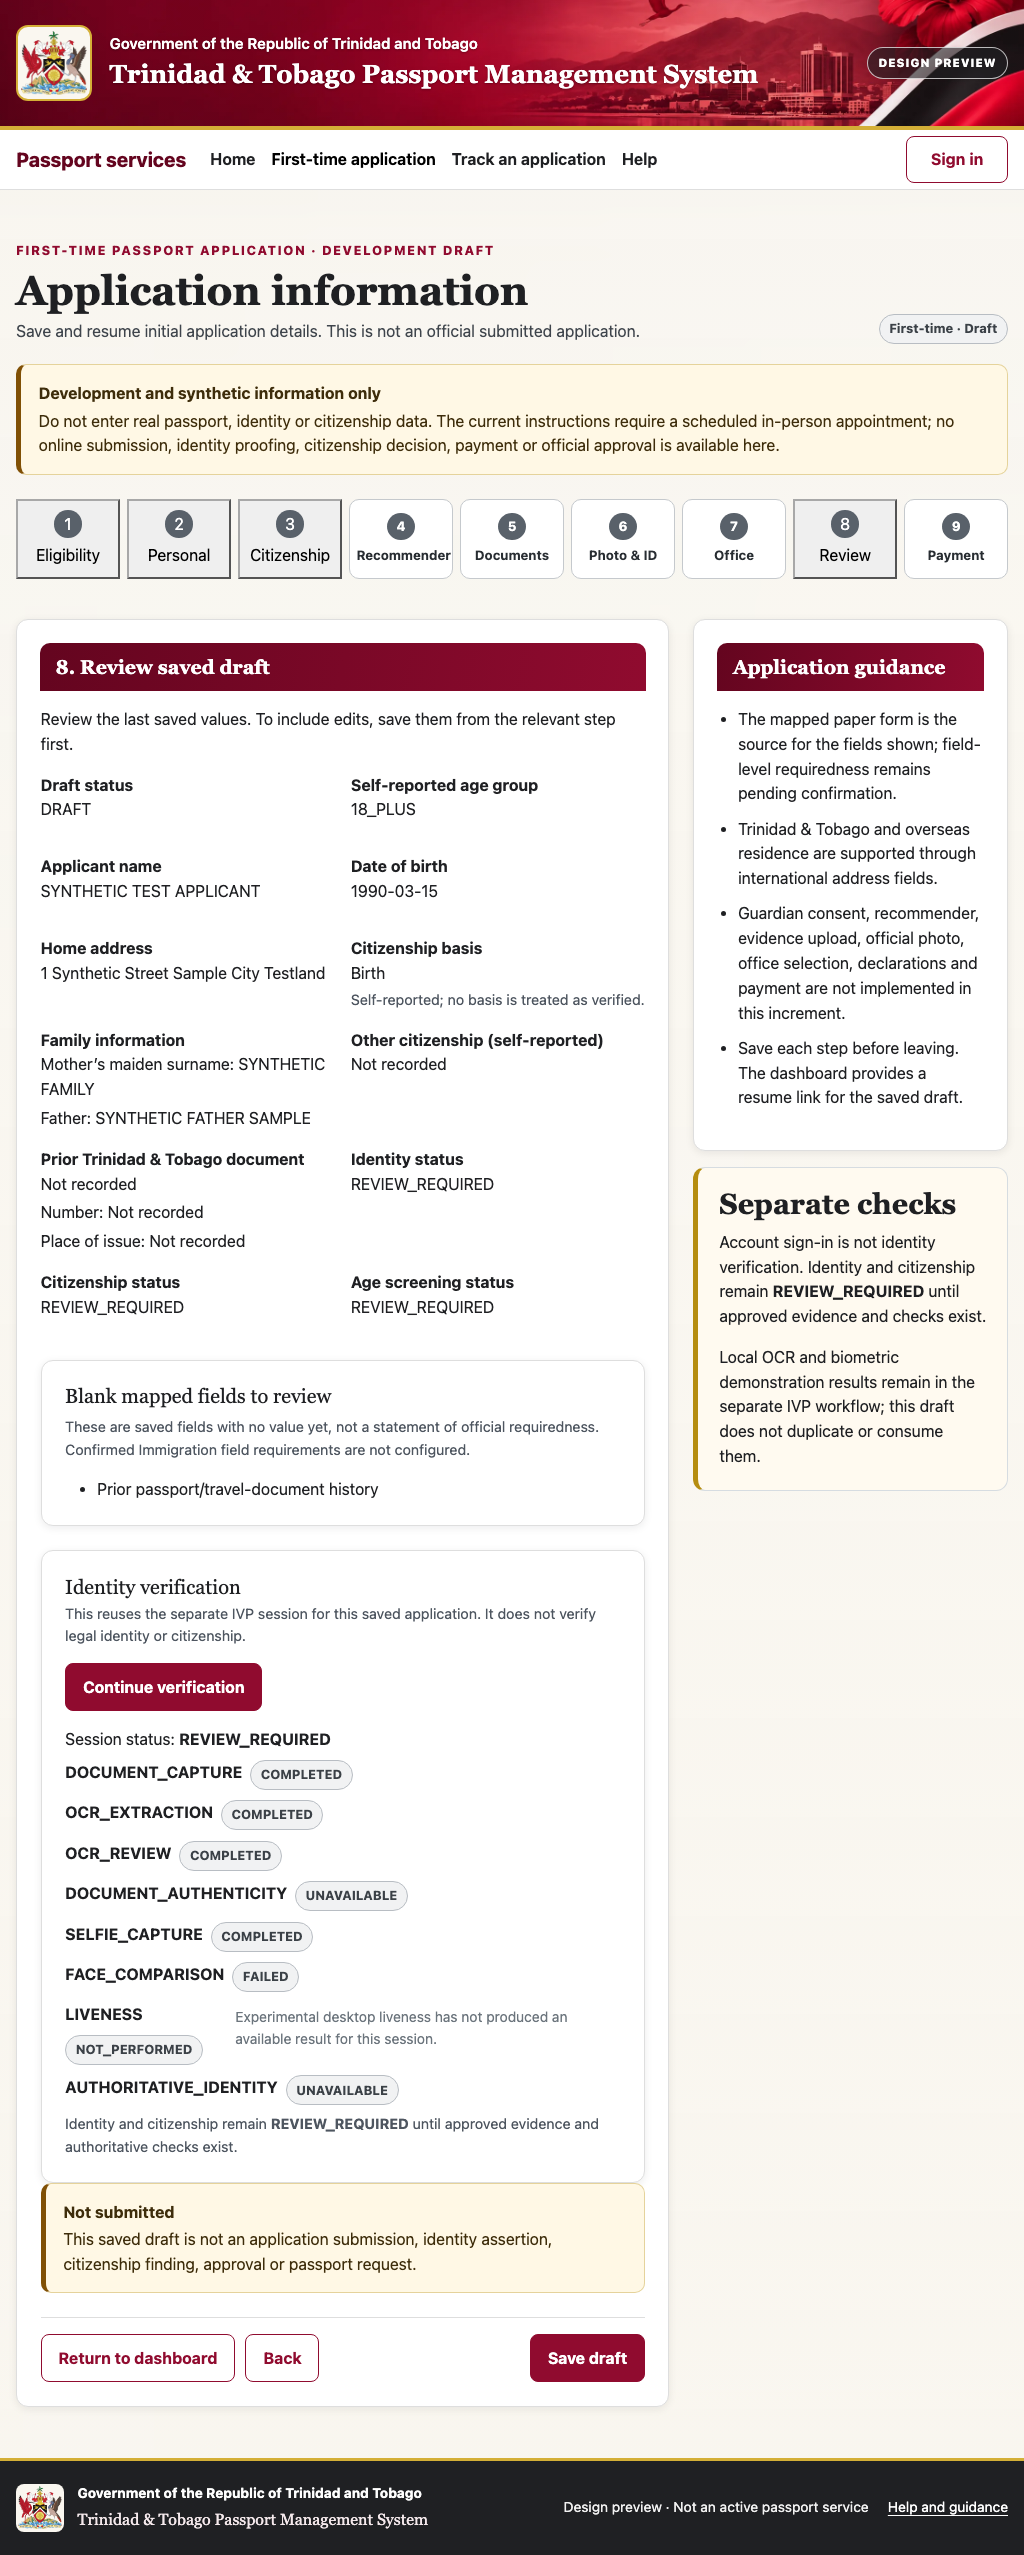 Government of the Republic of Trinidad and Tobago
Trinidad & Tobago Passport Management System
DESIGN PREVIEW
Passport services
Home
First-time application
Track an application
Help
Sign in
FIRST-TIME PASSPORT APPLICATION · DEVELOPMENT DRAFT
Application information
Save and resume initial application details. This is not an official submitted application.
First-time · Draft
Development and synthetic information only
Do not enter real passport, identity or citizenship data. The current instructions require a scheduled in-person appointment; no
online submission, identity proofing, citizenship decision, payment or official approval is available here.
1
Eligibility
2
Personal
3
Citizenship
4
Recommender
5
Documents
6
Photo & ID
7
Office
8
Review
9
Payment
8. Review saved draft
Review the last saved values. To include edits, save them from the relevant step
first.
Draft status
DRAFT
Self-reported age group
18_PLUS
Applicant name
SYNTHETIC TEST APPLICANT
Date of birth
1990-03-15
Home address
1 Synthetic Street Sample City Testland
Citizenship basis
Birth
Self-reported; no basis is treated as verified.
Family information
Mother’s maiden surname: SYNTHETIC
FAMILY
Father: SYNTHETIC FATHER SAMPLE
Other citizenship (self-reported)
Not recorded
Prior Trinidad & Tobago document
Not recorded
Number: Not recorded
Place of issue: Not recorded
Identity status
REVIEW_REQUIRED
Citizenship status
REVIEW_REQUIRED
Age screening status
REVIEW_REQUIRED
Blank mapped fields to review
These are saved fields with no value yet, not a statement of official requiredness.
Confirmed Immigration field requirements are not configured.
• Prior passport/travel-document history
Identity verification
This reuses the separate IVP session for this saved application. It does not verify
legal identity or citizenship.
Continue verification
Session status: REVIEW_REQUIRED
DOCUMENT_CAPTURE COMPLETED
OCR_EXTRACTION COMPLETED
OCR_REVIEW COMPLETED
DOCUMENT_AUTHENTICITY UNAVAILABLE
SELFIE_CAPTURE COMPLETED
FACE_COMPARISON FAILED
LIVENESS
NOT_PERFORMED
Experimental desktop liveness has not produced an
available result for this session.
AUTHORITATIVE_IDENTITY UNAVAILABLE
Identity and citizenship remain REVIEW_REQUIRED until approved evidence and
authoritative checks exist.
Not submitted
This saved draft is not an application submission, identity assertion,
citizenship finding, approval or passport request.
Return to dashboard
Back
Save draft
Application guidance
• The mapped paper form is the
source for the fields shown; field-
level requiredness remains
pending confirmation.
• Trinidad & Tobago and overseas
residence are supported through
international address fields.
• Guardian consent, recommender,
evidence upload, official photo,
office selection, declarations and
payment are not implemented in
this increment.
• Save each step before leaving.
The dashboard provides a
resume link for the saved draft.
Separate checks
Account sign-in is not identity
verification. Identity and citizenship
remain REVIEW_REQUIRED until
approved evidence and checks exist.
Local OCR and biometric
demonstration results remain in the
separate IVP workflow; this draft
does not duplicate or consume
them.
Government of the Republic of Trinidad and Tobago
Trinidad & Tobago Passport Management System
Design preview · Not an active passport service
Help and guidance